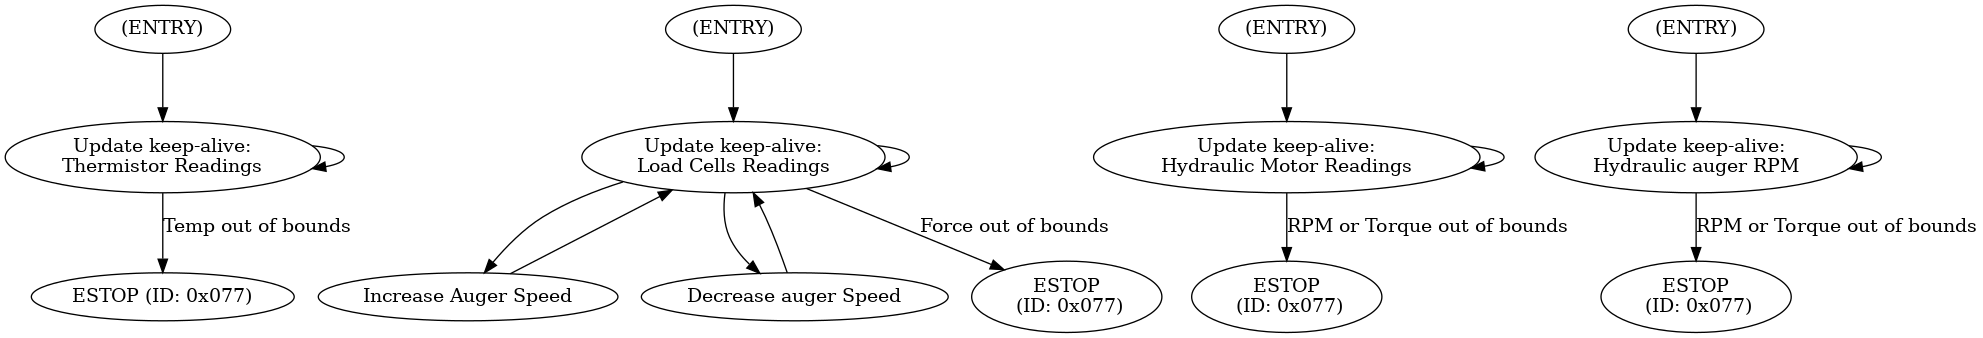 (ENTRY)
(ENTRY)
(ENTRY)
(ENTRY)
Update keep-alive:
Thermistor Readings
Update keep-alive:
Load Cells Readings
Update keep-alive:
Hydraulic Motor Readings
Update keep-alive:
Hydraulic auger RPM
Temp out of bounds
Force out of bounds
RPM or Torque out of bounds
RPM or Torque out of bounds
ESTOP (ID: 0x077)
Increase Auger Speed
Decrease auger Speed
ESTOP
(ID: 0x077)
ESTOP
(ID: 0x077)
ESTOP
(ID: 0x077)